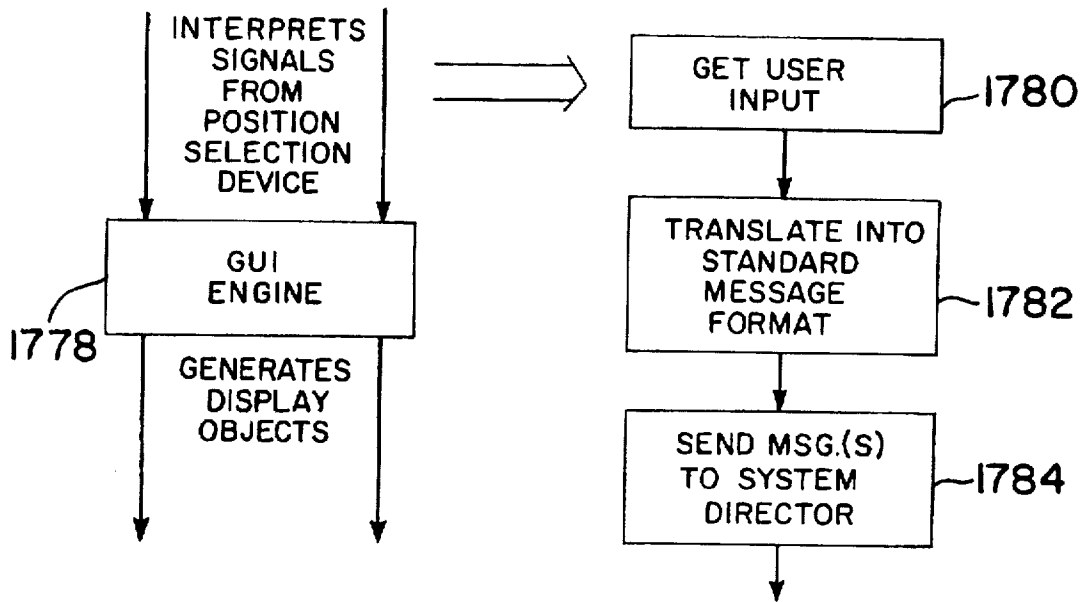 INTERPRETS
SIGNALS
FROM
POSITION
SELECTION
DEVICE
GUI
ENGINE
1778
GENERATES
DISPLAY
OBJECTS
GET USER
INPUT
1780
TRANSLATE INTO
STANDARD
MESSAGE
FORMAT
1782
SEND MSG.(S)
TO SYSTEM
DIRECTOR
1784